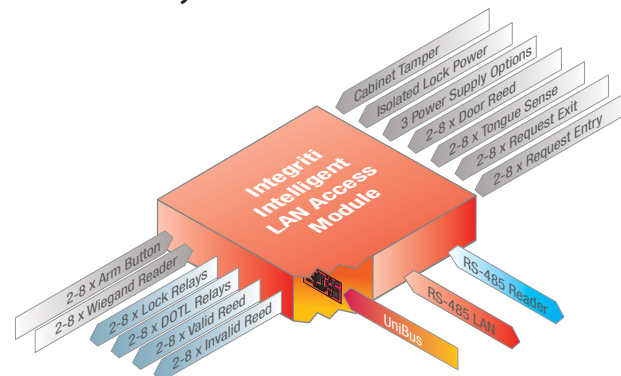 Cabinet Tamper
Isolated Lock Power
3 Power Supply Options
2-8 x Door Reed
2-8 x Tongue Sense
2-8 x Request Exit
2-8 x Request Entry
Integriti
Intelligent
LAN Access
Module
2-8 x Arm Button
2-8 x Wiegand Reader
2-8 x Lock Relays
2-8 x DOTL Relays
2-8 x Valid Reed
2-8 x Invalid Reed
UniBus
RS-485 LAN
RS-485 Reader